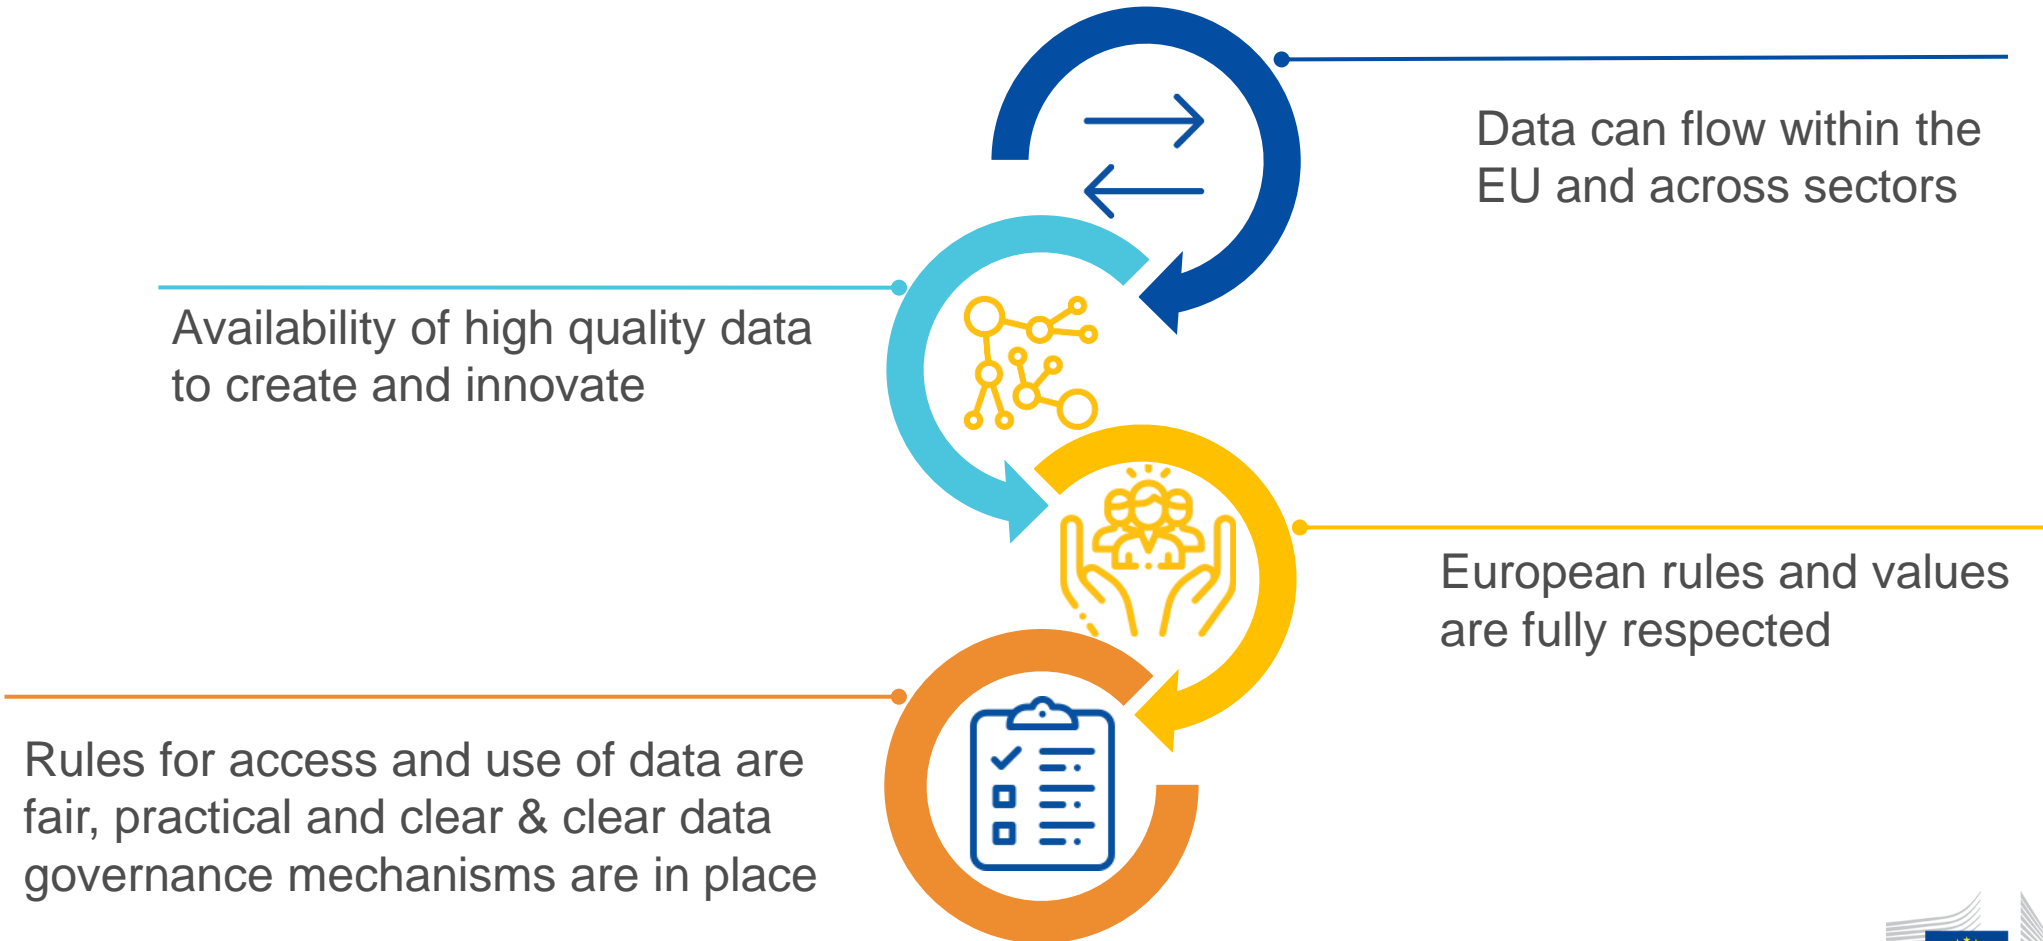 Data can flow within the
EU and across sectors
Availability of high quality data
to create and innovate
European rules and values
are fully respected
Rules for access and use of data are
fair, practical and clear & clear data
governance mechanisms are in place